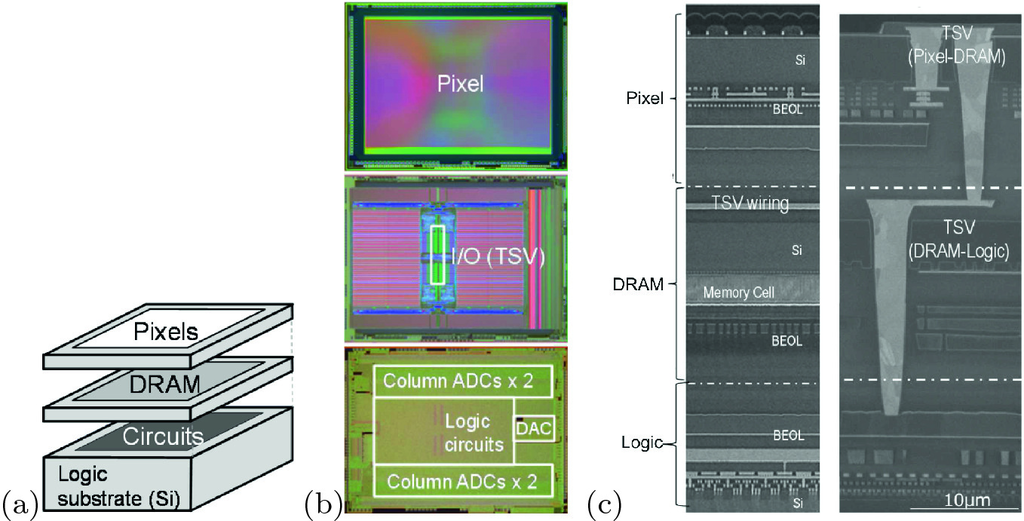 (a)
Pixels
DRAM
Circuits
Logic
substrate (Si)
(b)
Pixel
I/O (TSV)
Column ADCs x 2
Logic
circuits
DAC
Column ADCs x 2
(c)
Pixel
DRAM
Logic
Si
BEOL
TSV wiring
Si
Memory Cell
BEOL
BEOL
Si
TSV
(Pixel-DRAM)
TSV
(DRAM-Logic)
10μm